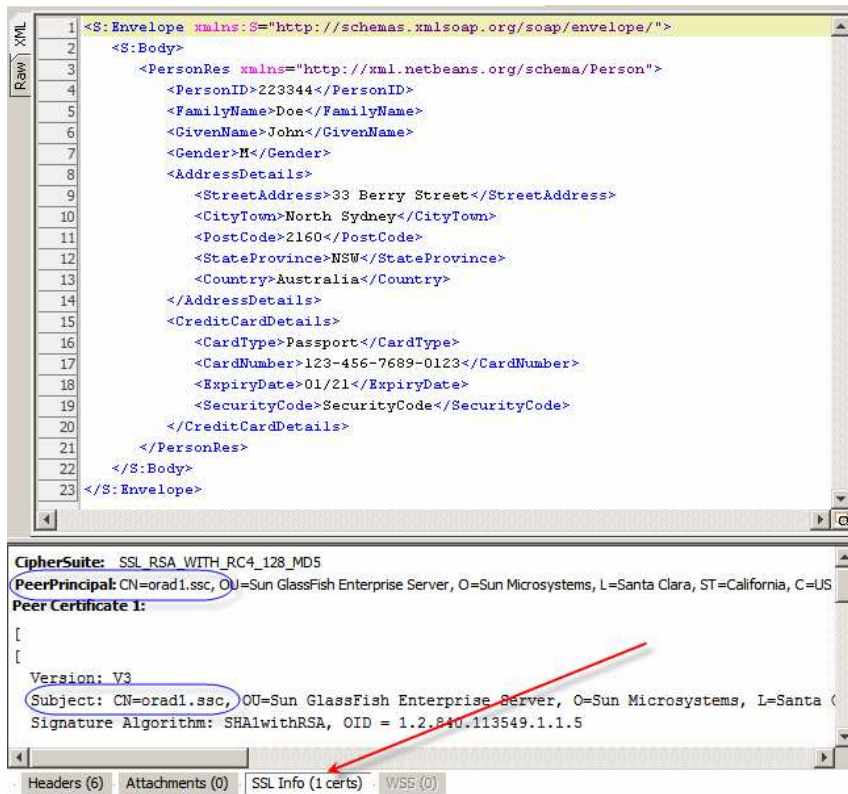 XML
Raw
1 <S:Envelope xmlns:S="http://schemas.xmlsoap.org/soap/envelope/">
2 <S:Body>
3 <PersonRes xmlns="http://xml.netbeans.org/schema/Person">
4 <PersonID>223344</PersonID>
5 <FamilyName>Doe</FamilyName>
6 <GivenName>John</GivenName>
7 <Gender>M</Gender>
8 <AddressDetails>
9 <StreetAddress>33 Berry Street</StreetAddress>
10 <CityTown>North Sydney</CityTown>
11 <PostCode>2160</PostCode>
12 <StateProvince>NSW</StateProvince>
13 <Country>Australia</Country>
14 </AddressDetails>
15 <CreditCardDetails>
16 <CardType>Passport</CardType>
17 <CardNumber>123-456-7689-0123</CardNumber>
18 <ExpiryDate>01/21</ExpiryDate>
19 <SecurityCode>SecurityCode</SecurityCode>
20 </CreditCardDetails>
21 </PersonRes>
22 </S:Body>
23 </S:Envelope>
CipherSuite: SSL_RSA_WITH_RC4_128_MD5
PeerPrincipal: CN=orad1.ssc, OU=Sun GlassFish Enterprise Server, O=Sun Microsystems, L=Santa Clara, ST=California, C=US
Peer Certificate 1:
[
[
Version: V3
Subject: CN=orad1.ssc, OU=Sun GlassFish Enterprise Server, O=Sun Microsystems, L=Santa
Signature Algorithm: SHA1withRSA, OID = 1.2.840.113549.1.1.5
Headers (6) Attachments (0) SSL Info (1 certs) WSS (0)